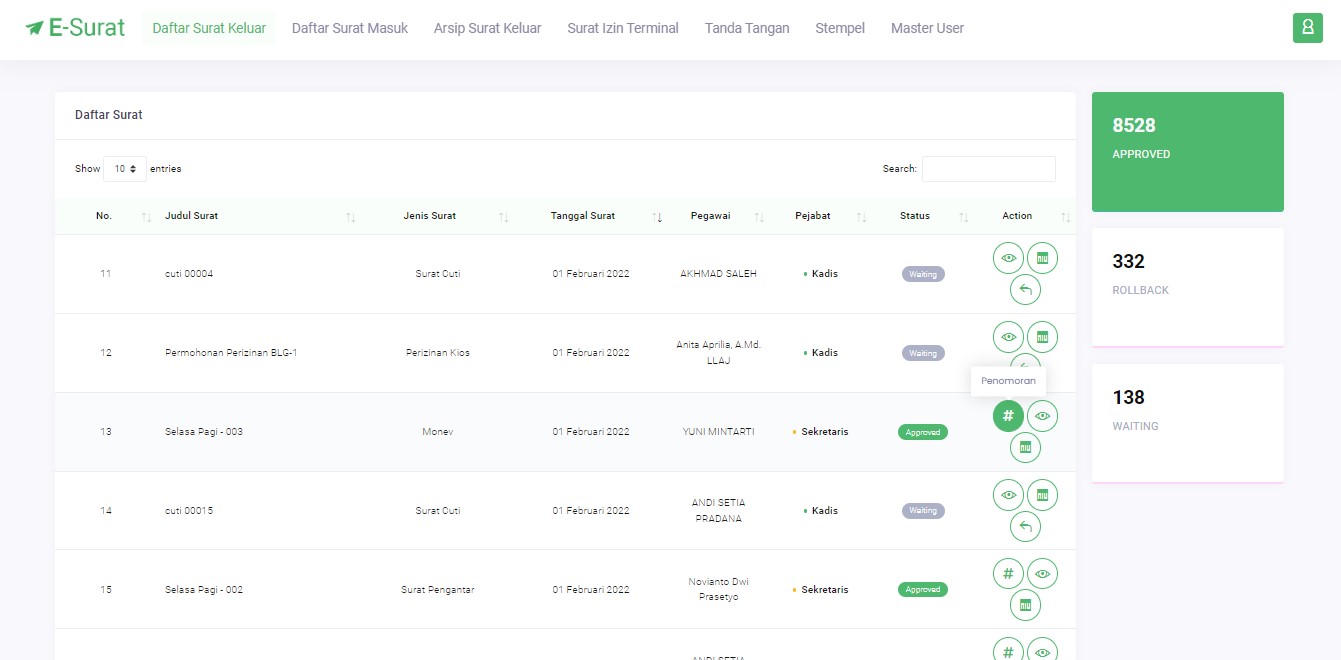 E-Surat
Daftar Surat Keluar
Daftar Surat Masuk
Arsip Surat Keluar
Surat Izin Terminal
Tanda Tangan
Stempel
Master User
Daftar Surat
Show 10 entries
Search:
No. Judul Surat Jenis Surat Tanggal Surat Pegawai Pejabat Status Action
11 cuti 00004 Surat Cuti 01 Februari 2022 AKHMAD SALEH Kadis Waiting
12 Permohonan Perizinan BLG-1 Perizinan Kios 01 Februari 2022 Anita Aprilia, A.Md. Kadis Waiting
LLAJ
Penomoran
13 Selasa Pagi - 003 Monev 01 Februari 2022 YUNI MINTARTI Sekretaris Approved #
14 cuti 00015 Surat Cuti 01 Februari 2022 ANDI SETIA Kadis Waiting
PRADANA
15 Selasa Pagi - 002 Surat Pengantar 01 Februari 2022 Novianto Dwi Sekretaris Approved #
Prasetyo
ANDI SETIA #
8528
APPROVED
332
ROLLBACK
138
WAITING